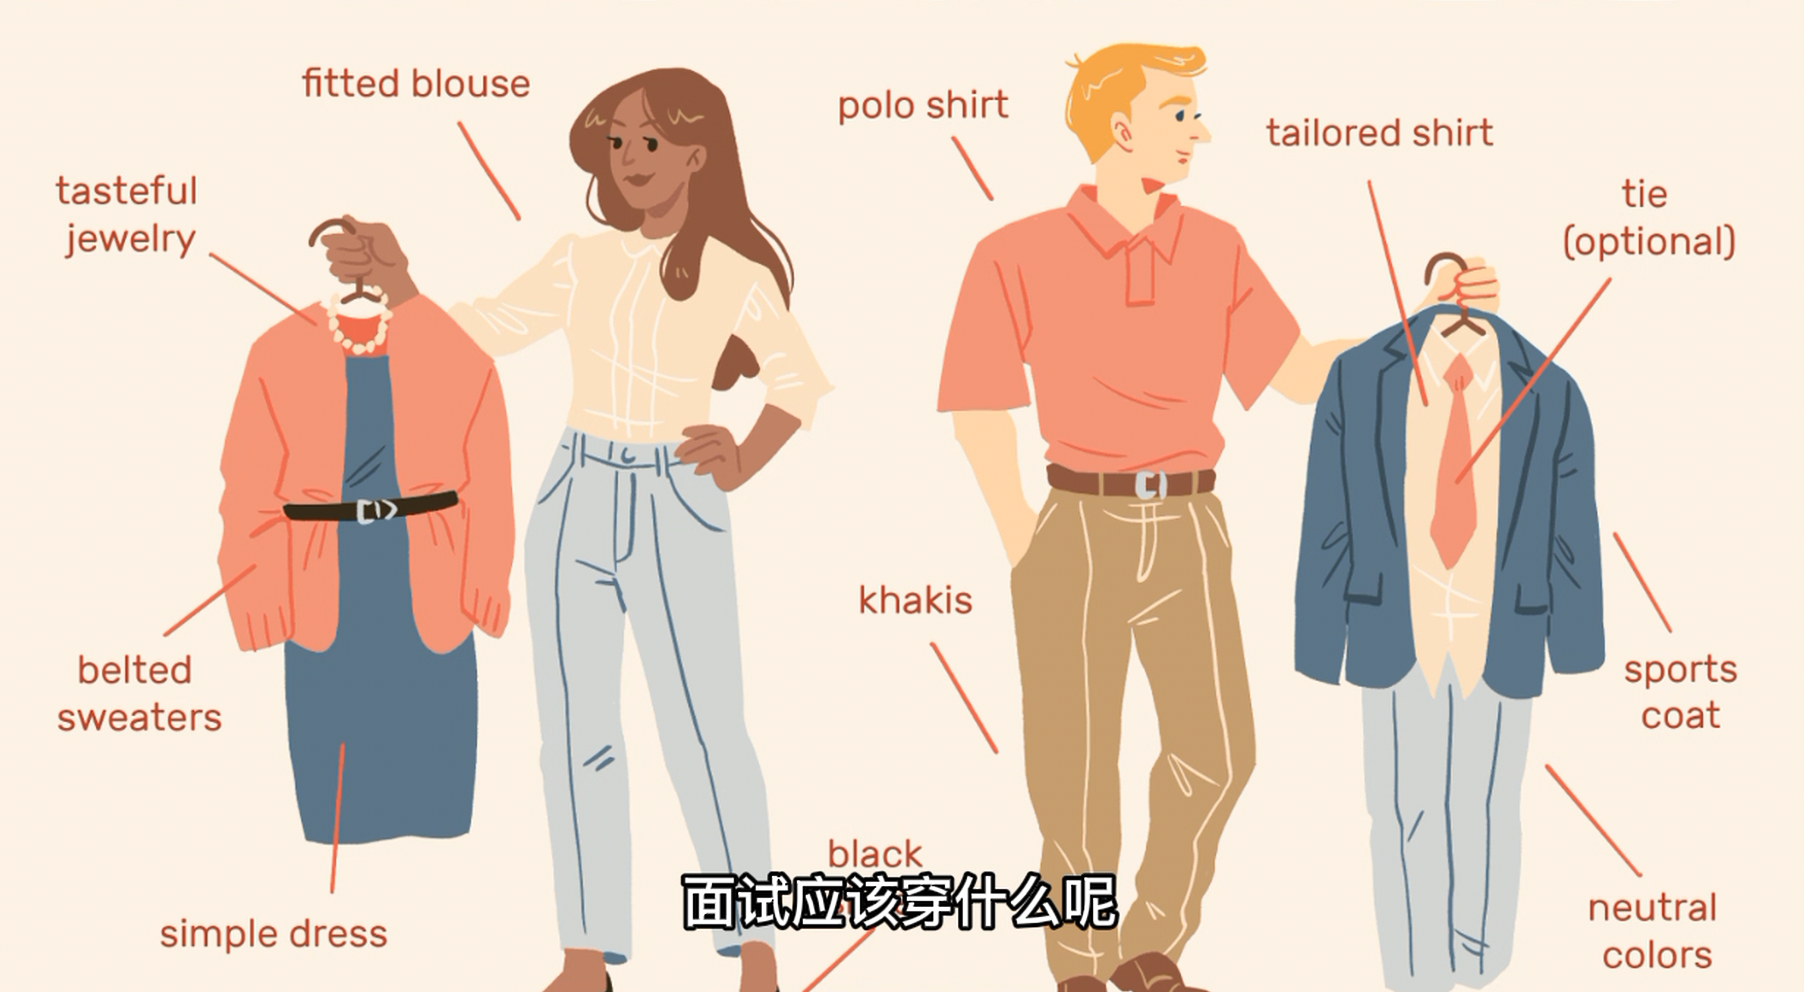 fitted blouse
polo shirt
tailored shirt
tasteful
jewelry
tie
(optional)
khakis
belted
sweaters
sports
coat
black
面试应该穿什么呢
simple dress
neutral
colors